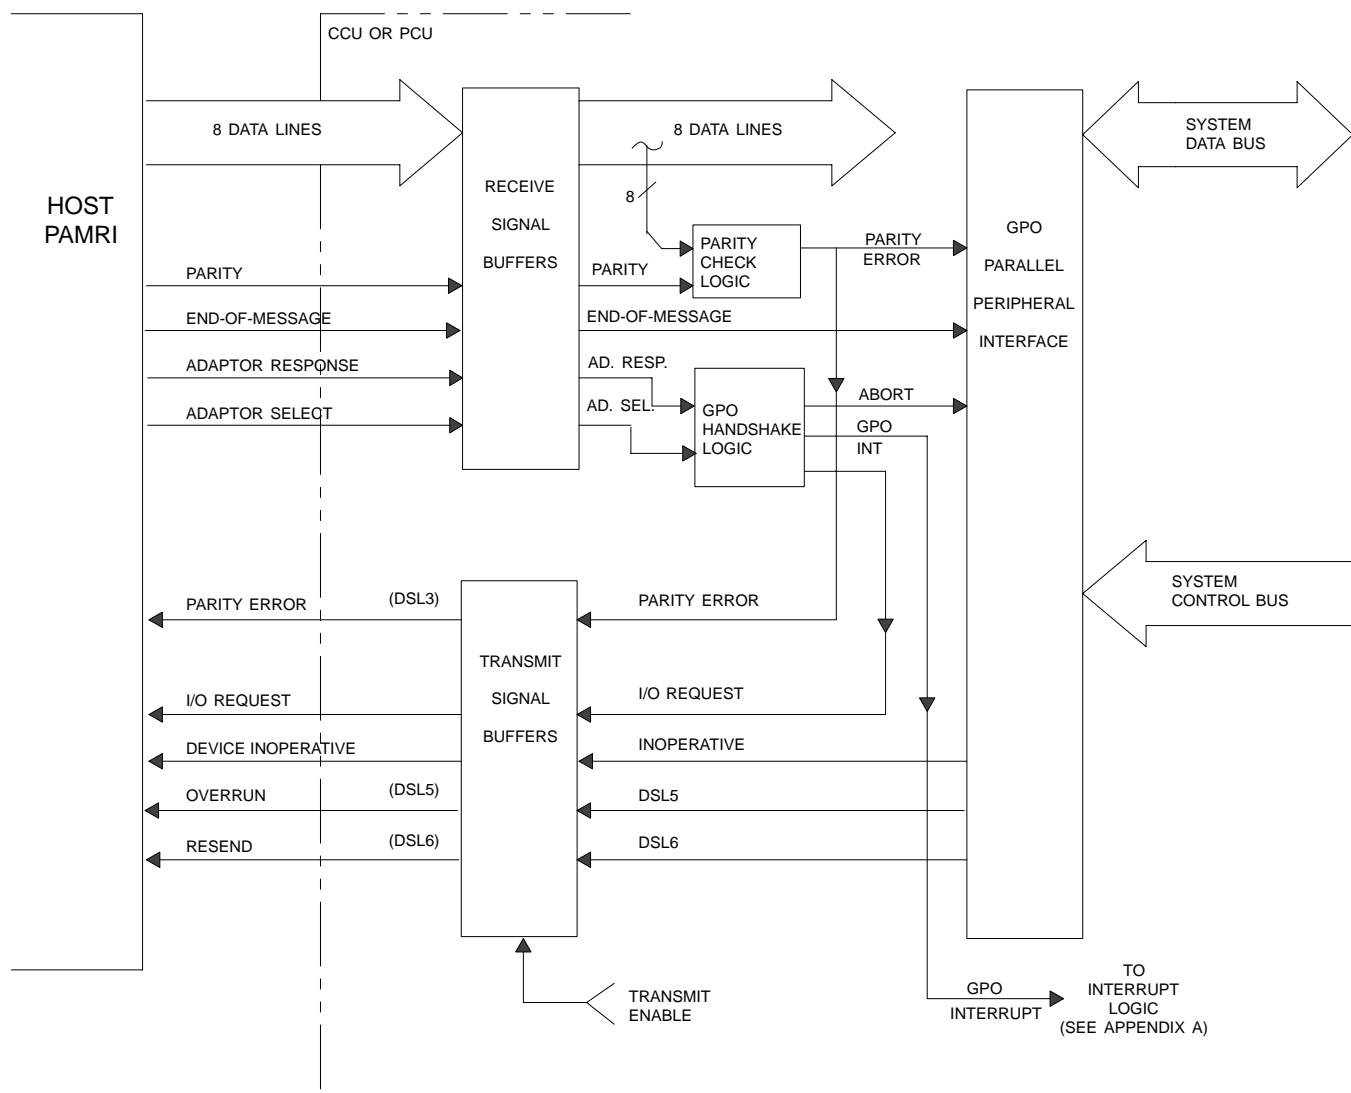 CCU OR PCU
8 DATA LINES
8 DATA LINES
SYSTEM
DATA BUS
HOST
PAMRI
RECEIVE
SIGNAL
BUFFERS
8
PARITY
CHECK
LOGIC
PARITY
ERROR
GPO
PARALLEL
PERIPHERAL
INTERFACE
PARITY
PARITY
END-OF-MESSAGE
END-OF-MESSAGE
ADAPTOR RESPONSE
AD. RESP.
ADAPTOR SELECT
AD. SEL.
GPO
HANDSHAKE
LOGIC
ABORT
GPO
INT
SYSTEM
CONTROL BUS
PARITY ERROR
(DSL3)
PARITY ERROR
TRANSMIT
SIGNAL
BUFFERS
I/O REQUEST
I/O REQUEST
DEVICE INOPERATIVE
INOPERATIVE
OVERRUN
(DSL5)
DSL5
RESEND
(DSL6)
DSL6
TRANSMIT
ENABLE
GPO
INTERRUPT
TO
INTERRUPT
LOGIC
(SEE APPENDIX A)